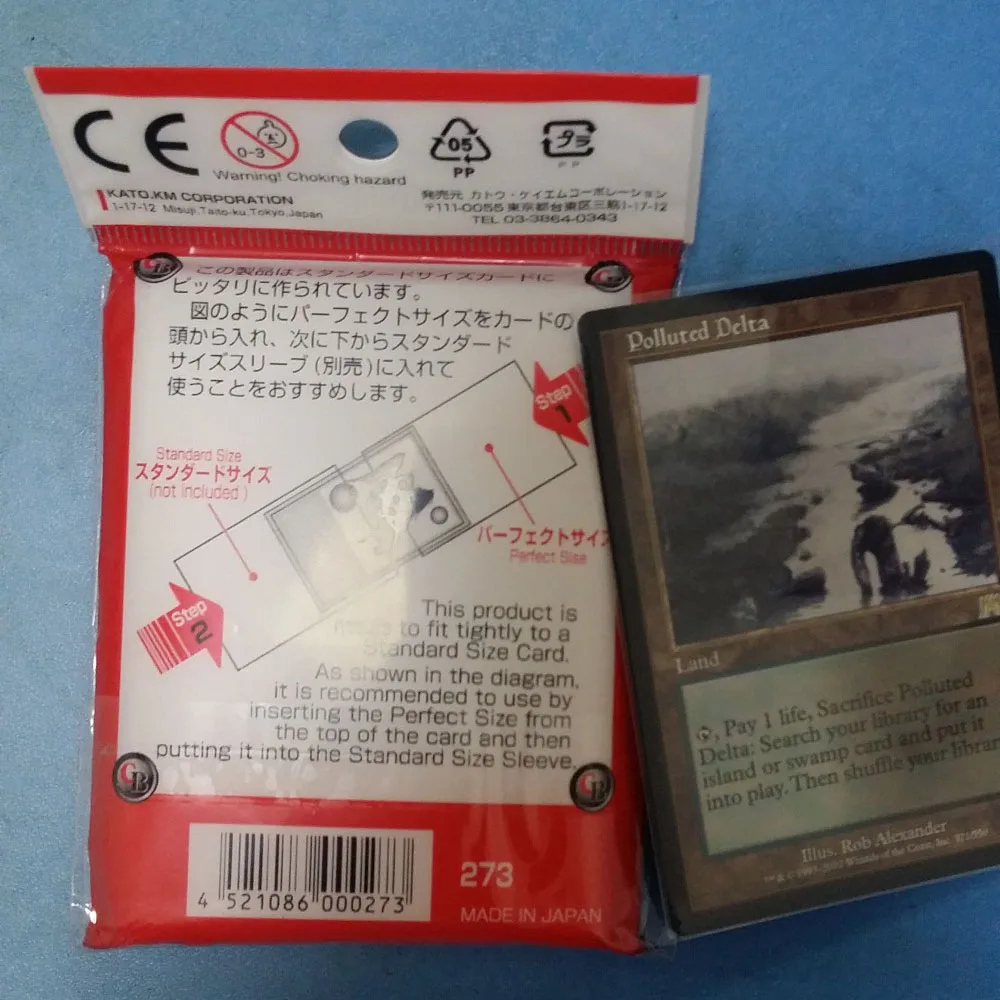 CE
0-3
Warning! Choking hazard
05
PP
プラ
PP
KATO.KM CORPORATION
1-17-12 Misuji,Taito-ku,Tokyo,Japan
発売元 カトウ・ケイエムコーポレーション
〒111-0055 東京都台東区三筋1-17-12
TEL 03-3864-0343
この製品はスタンダードサイズカードに
ピッタリに作られています。
図のようにパーフェクトサイズをカードの
頭から入れ、次に下からスタンダード
サイズスリーブ(別売)に入れて
使うことをおすすめします。
Step 1
Standard Size
スタンダードサイズ
(not included)
パーフェクトサイズ
Perfect Sise
Step 2
This product is
to fit tightly to a
Standard Size Card.
As shown in the diagram,
it is recommended to use by
inserting the Perfect Size from
the top of the card and then
putting it into the Standard Size Sleeve.
4 521086 000273
273
MADE IN JAPAN
Polluted Delta
Land
, Pay 1 life, Sacrifice Polluted
Delta: Search your library for an
island or swamp card and put it
into play. Then shuffle your librar
Illus. Rob Alexander
Wizards of the Coast, Inc.